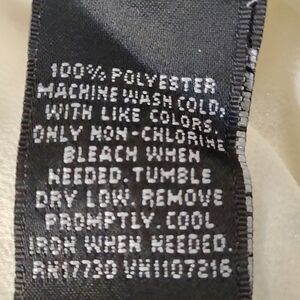 100% POLYESTER
MACHINE WASH COLD,
WITH LIKE COLORS.
ONLY NON-CHLORINE
BLEACH WHEN
NEEDED. TUMBLE
DRY LOW. REMOVE
PROMPTLY. COOL
IRON WHEN NEEDED.
RN17730 VN1107216